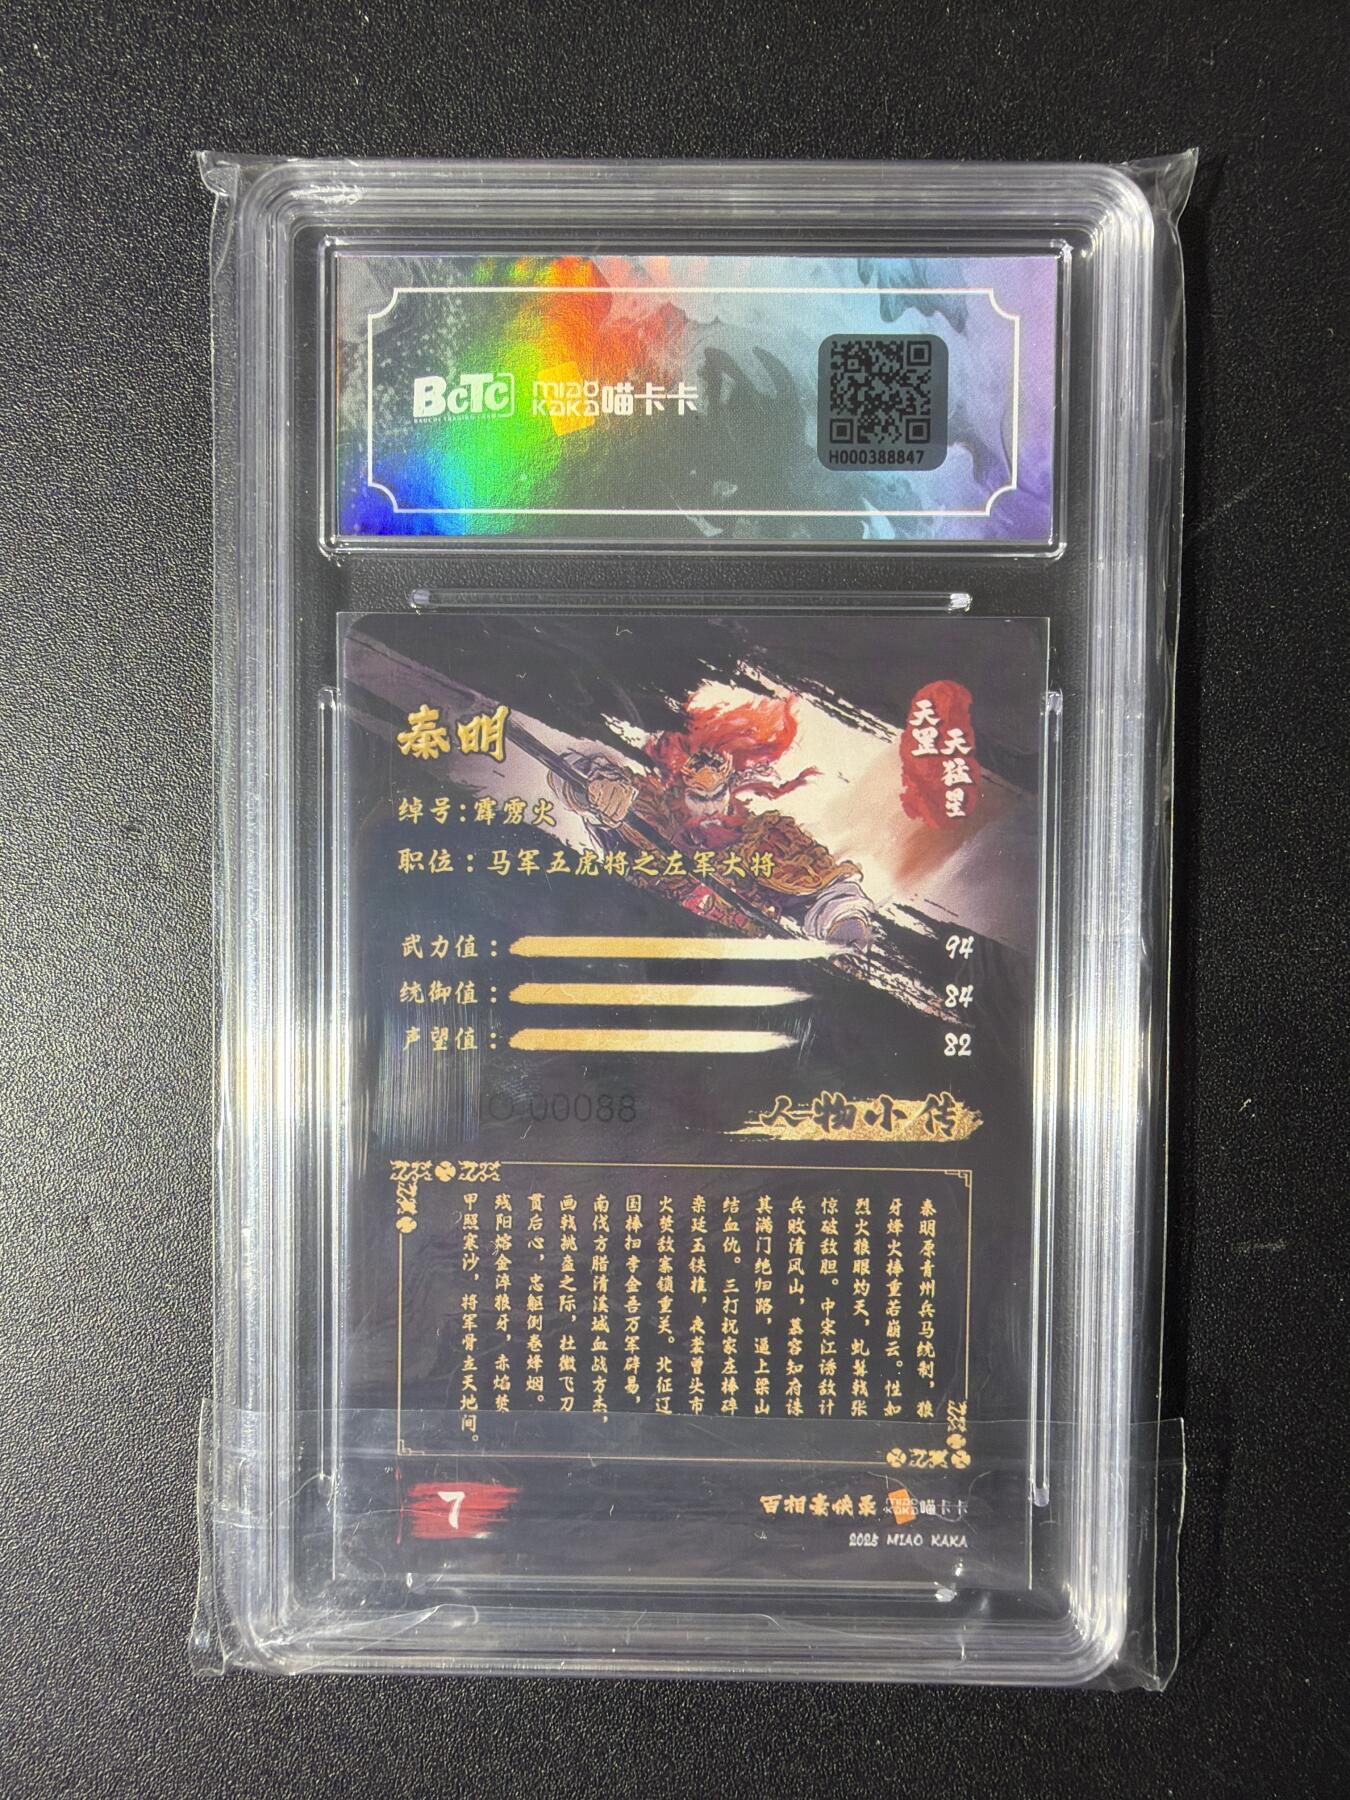 BcTc
MIAO KAKA 喵卡卡
H000388847
秦明
天罡
天猛星
绰号:霹雳火
职位：马军五虎将之左军大将
武力值： 94
统御值： 84
声望值： 82
00088
人物小传
秦明原青州兵马统制，狼
牙烽火棒重若崩云。性如
烈火狼眼灼天，虬髯戟张
惊破敌胆。中宋江诱敌计
兵败清风山，慕容知府诛
其满门绝归路，逼上梁山
结血仇。三打祝家庄棒碎
栾廷玉铁椎，夜袭曾头市
火焚敌寨锁重关。北征辽
国棒扫李金吾万军辟易，
南伐方腊清溪城血战方杰，
画戟挑盔之际，杜微飞刀
贯后心，忠躯倒卷烽烟。
残阳熔金淬狼牙，赤焰焚
甲照寒沙，将军骨立天地间。
7
百相豪侠录 MIAO KAKA 喵卡卡
2025 MIAO KAKA